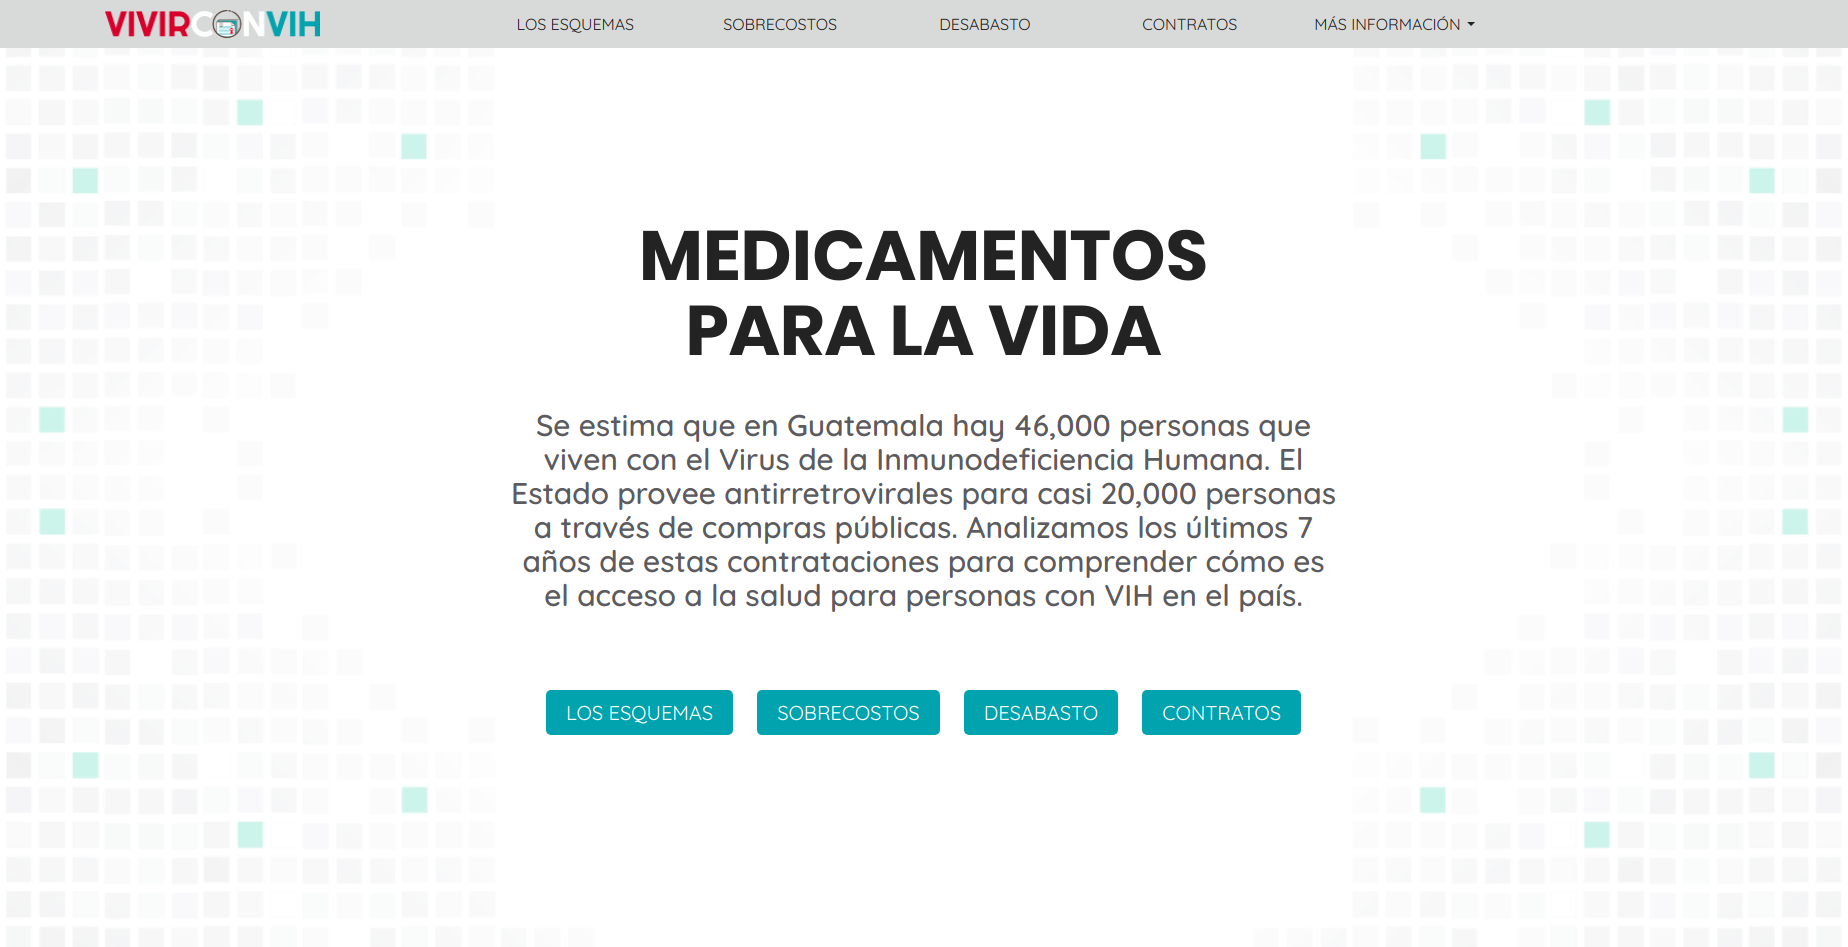 VIVIRCONVIH
LOS ESQUEMAS
SOBRECOSTOS
DESABASTO
CONTRATOS
MÁS INFORMACIÓN
MEDICAMENTOS
PARA LA VIDA
Se estima que en Guatemala hay 46,000 personas que
viven con el Virus de la Inmunodeficiencia Humana. El
Estado provee antirretrovirales para casi 20,000 personas
a través de compras públicas. Analizamos los últimos 7
años de estas contrataciones para comprender cómo es
el acceso a la salud para personas con VIH en el país.
LOS ESQUEMAS
SOBRECOSTOS
DESABASTO
CONTRATOS